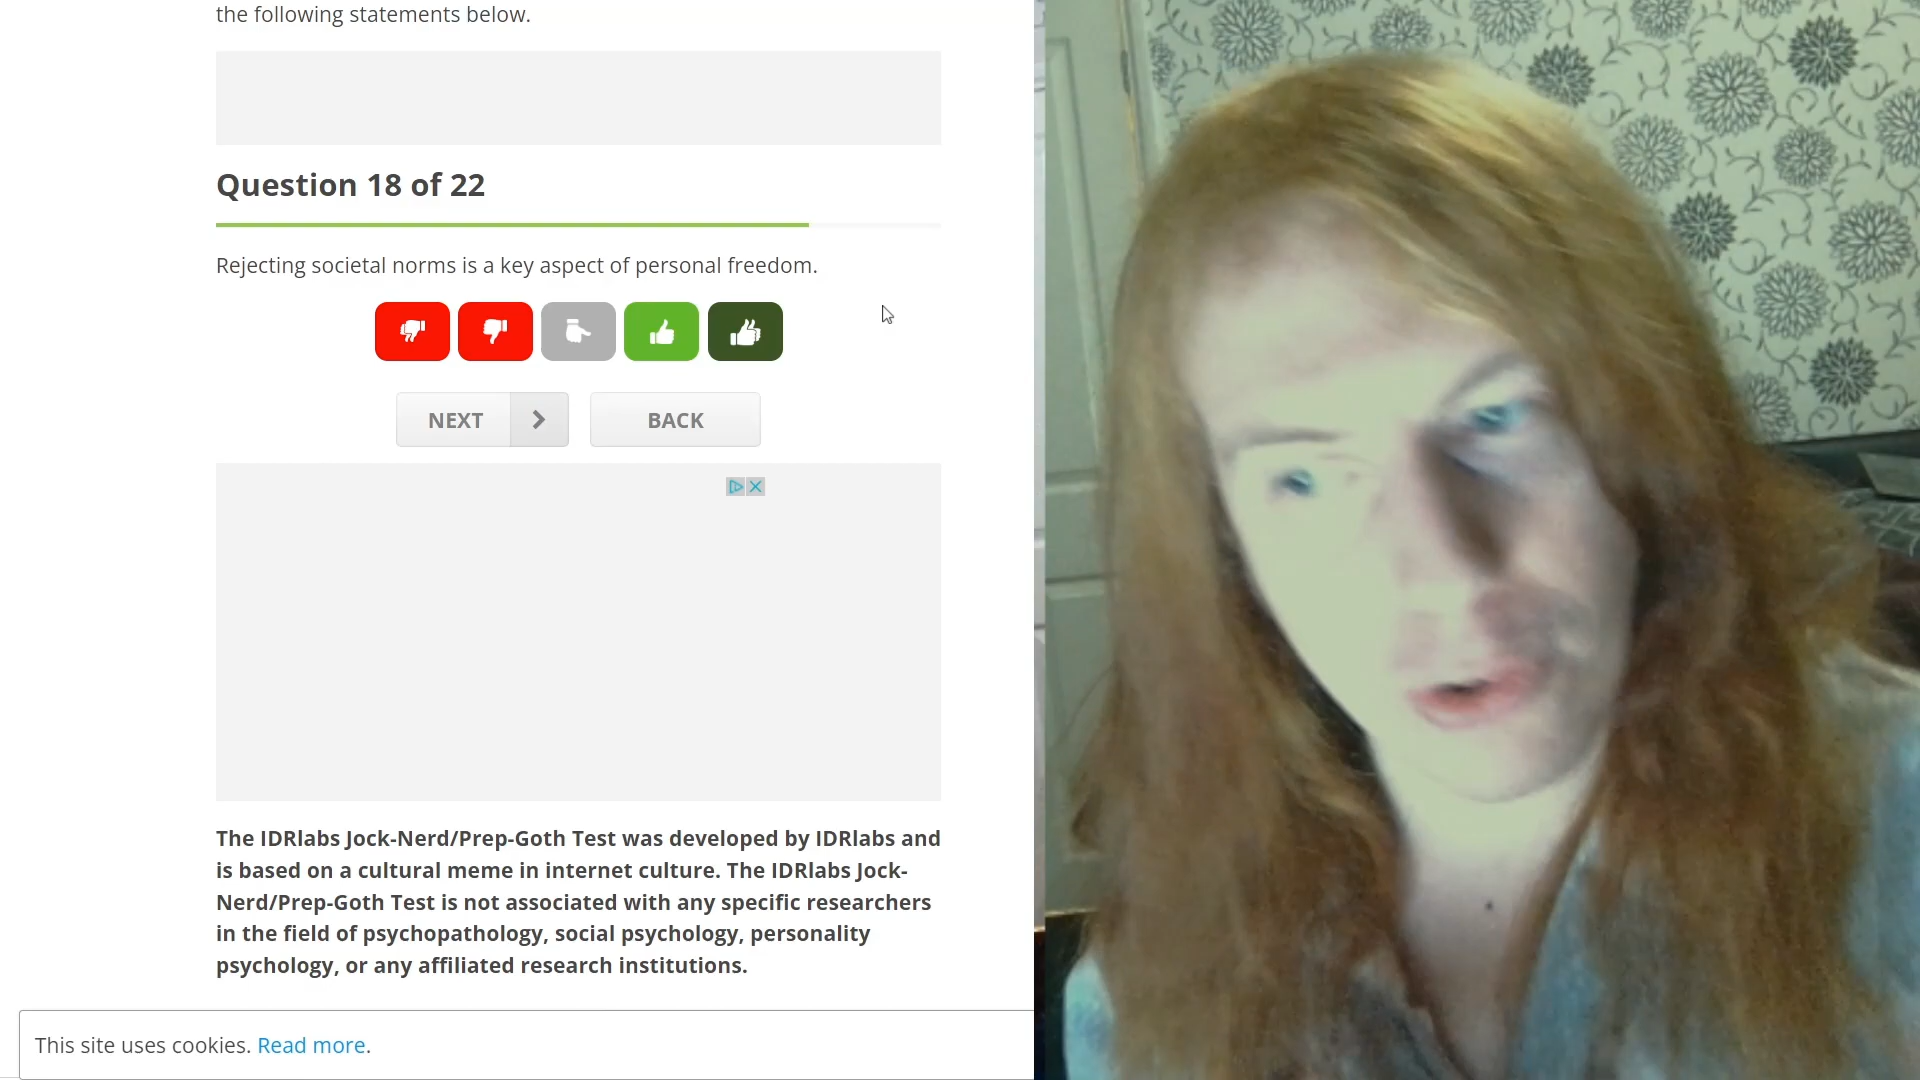 the following statements below.
Question 18 of 22
Rejecting societal norms is a key aspect of personal freedom.
NEXT
BACK
The IDRlabs Jock-Nerd/Prep-Goth Test was developed by IDRlabs and
is based on a cultural meme in internet culture. The IDRlabs Jock-
Nerd/Prep-Goth Test is not associated with any specific researchers
in the field of psychopathology, social psychology, personality
psychology, or any affiliated research institutions.
This site uses cookies. Read more.